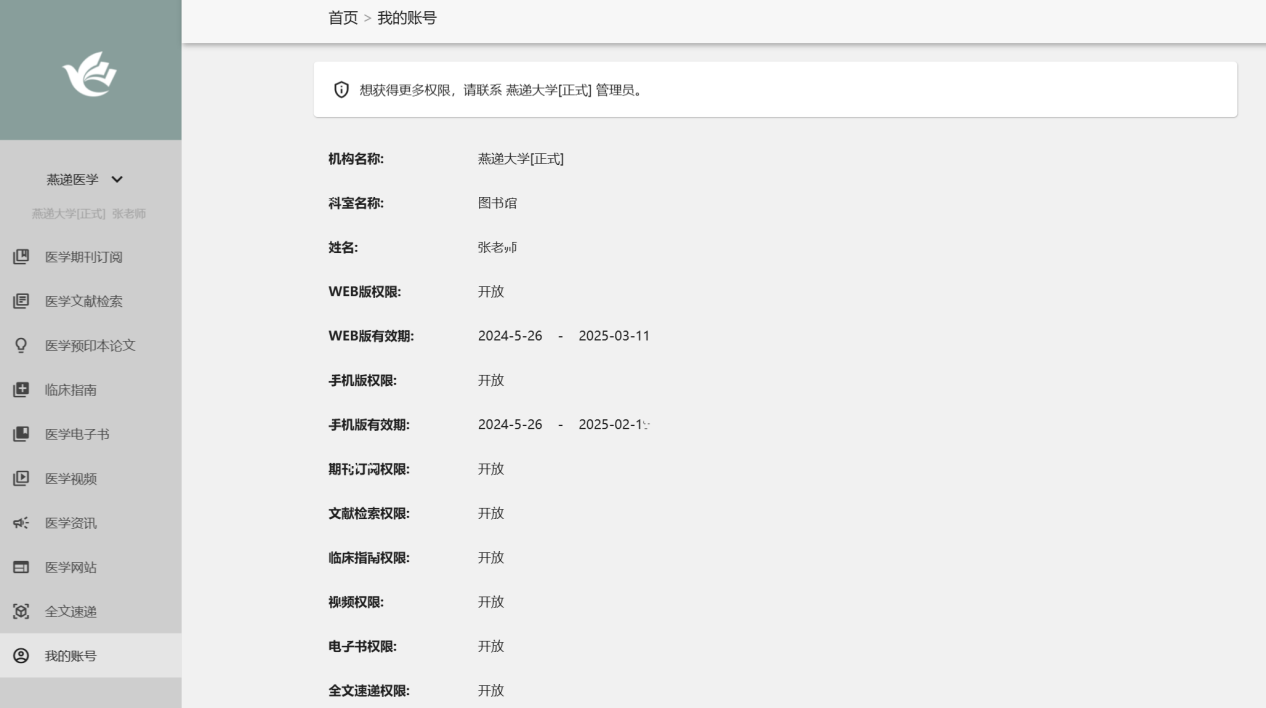 首页 > 我的账号
想获得更多权限，请联系 燕递大学[正式] 管理员。
燕递医学
燕递大学[正式] 张老师
医学期刊订阅
医学文献检索
医学预印本论文
临床指南
医学电子书
医学视频
医学资讯
医学网站
全文速递
我的账号
机构名称: 燕递大学[正式]
科室名称: 图书馆
姓名: 张老师
WEB版权限: 开放
WEB版有效期: 2024-5-26 - 2025-03-11
手机版权限: 开放
手机版有效期: 2024-5-26 -
期刊订阅权限: 开放
文献检索权限: 开放
临床指南权限: 开放
视频权限: 开放
电子书权限: 开放
全文速递权限: 开放